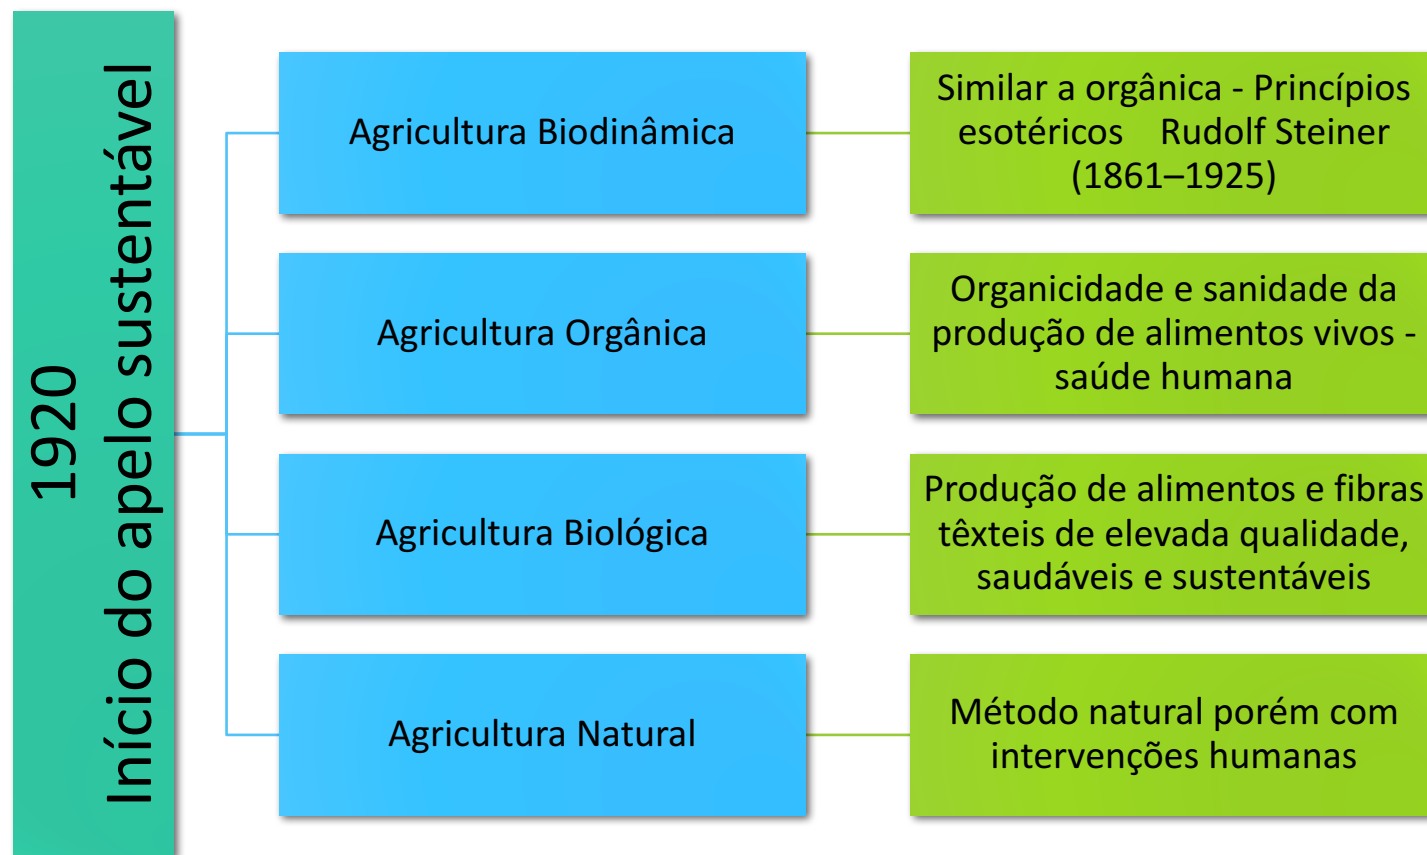 1920
Início do apelo sustentável
Agricultura Biodinâmica
Similar a orgânica - Princípios
esotéricos    Rudolf Steiner
(1861–1925)
Agricultura Orgânica
Organicidade e sanidade da
produção de alimentos vivos -
saúde humana
Agricultura Biológica
Produção de alimentos e fibras
têxteis de elevada qualidade,
saudáveis e sustentáveis
Agricultura Natural
Método natural porém com
intervenções humanas